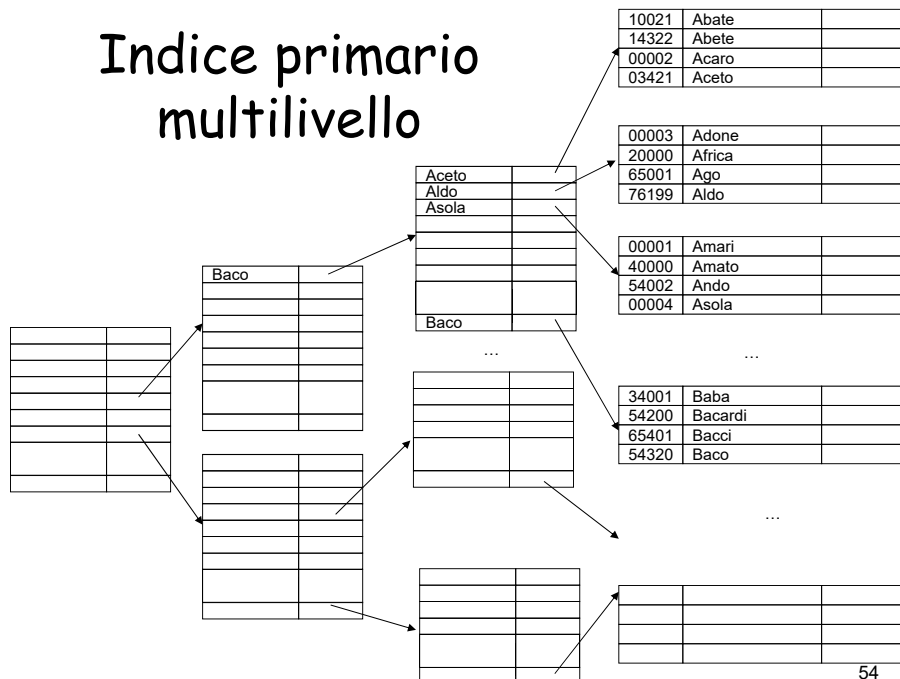 Indice primario
multilivello
10021 Abate
14322 Abete
00002 Acaro
03421 Aceto
00003 Adone
20000 Africa
65001 Ago
76199 Aldo
Aceto
Aldo
Asola
Baco
00001 Amari
40000 Amato
54002 Ando
00004 Asola
Baco
...
...
34001 Baba
54200 Bacardi
65401 Bacci
54320 Baco
...
54